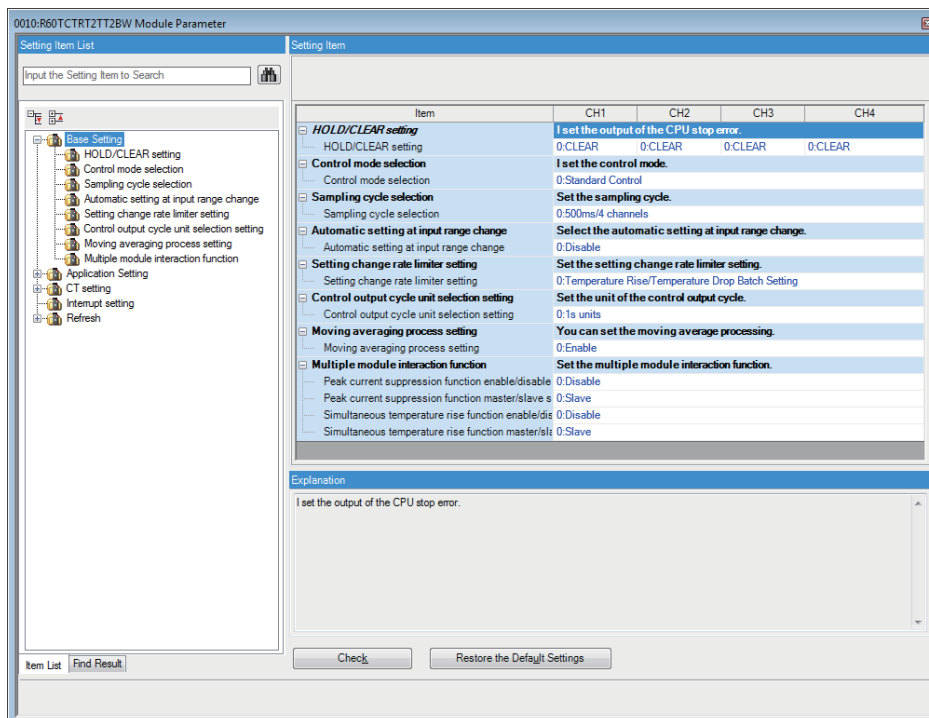 0010:R60TCTRT2TT2BW Module Parameter
Setting Item List
Input the Setting Item to Search
Base Setting
HOLD/CLEAR setting
Control mode selection
Sampling cycle selection
Automatic setting at input range change
Setting change rate limiter setting
Control output cycle unit selection setting
Moving averaging process setting
Multiple module interaction function
Application Setting
CT setting
Interrupt setting
Refresh
Item List Find Result
Setting Item
Item CH1 CH2 CH3 CH4
HOLD/CLEAR setting I set the output of the CPU stop error.
HOLD/CLEAR setting 0:CLEAR 0:CLEAR 0:CLEAR 0:CLEAR
Control mode selection I set the control mode.
Control mode selection 0:Standard Control
Sampling cycle selection Set the sampling cycle.
Sampling cycle selection 0:500ms/4 channels
Automatic setting at input range change Select the automatic setting at input range change.
Automatic setting at input range change 0:Disable
Setting change rate limiter setting Set the setting change rate limiter setting.
Setting change rate limiter setting 0:Temperature Rise/Temperature Drop Batch Setting
Control output cycle unit selection setting Set the unit of the control output cycle.
Control output cycle unit selection setting 0:1s units
Moving averaging process setting You can set the moving average processing.
Moving averaging process setting 0:Enable
Multiple module interaction function Set the multiple module interaction function.
Peak current suppression function enable/disable 0:Disable
Peak current suppression function master/slave s 0:Slave
Simultaneous temperature rise function enable/dis 0:Disable
Simultaneous temperature rise function master/sla 0:Slave
Explanation
I set the output of the CPU stop error.
Check Restore the Default Settings